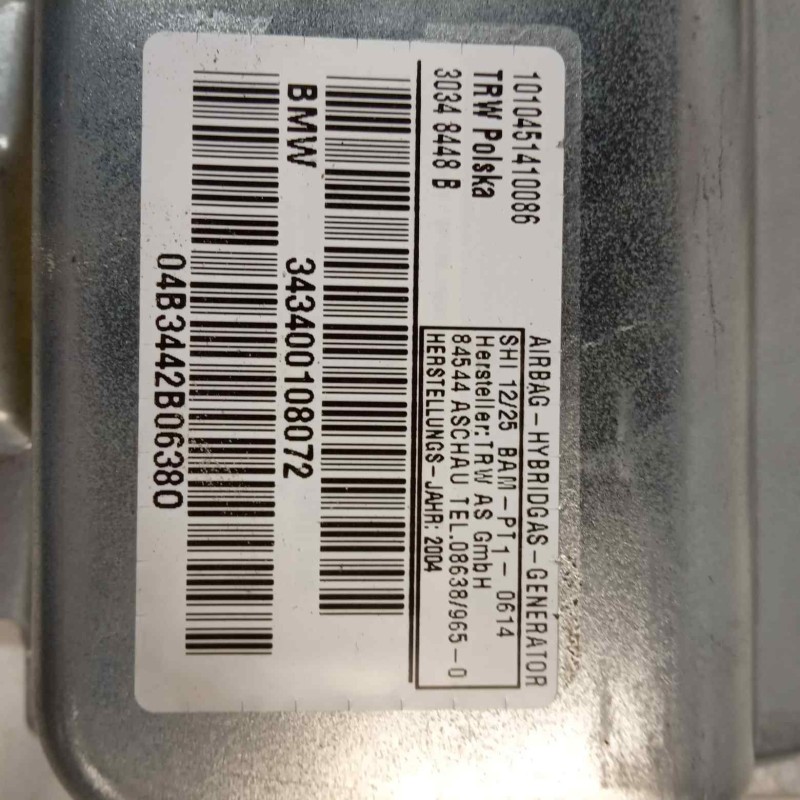 1010451410086
TRW Polska
3034 8448 B
AIRBAG-HYBRIDGAS-GENERATOR
SHI 12/25 BAM-PT1-0614
Hersteller:TRW AS GmbH
84544 ASCHAU TEL.08638/965-0
HERSTELLUNGS-JAHR: 2004
BMW 343400108072
04B3442B06380